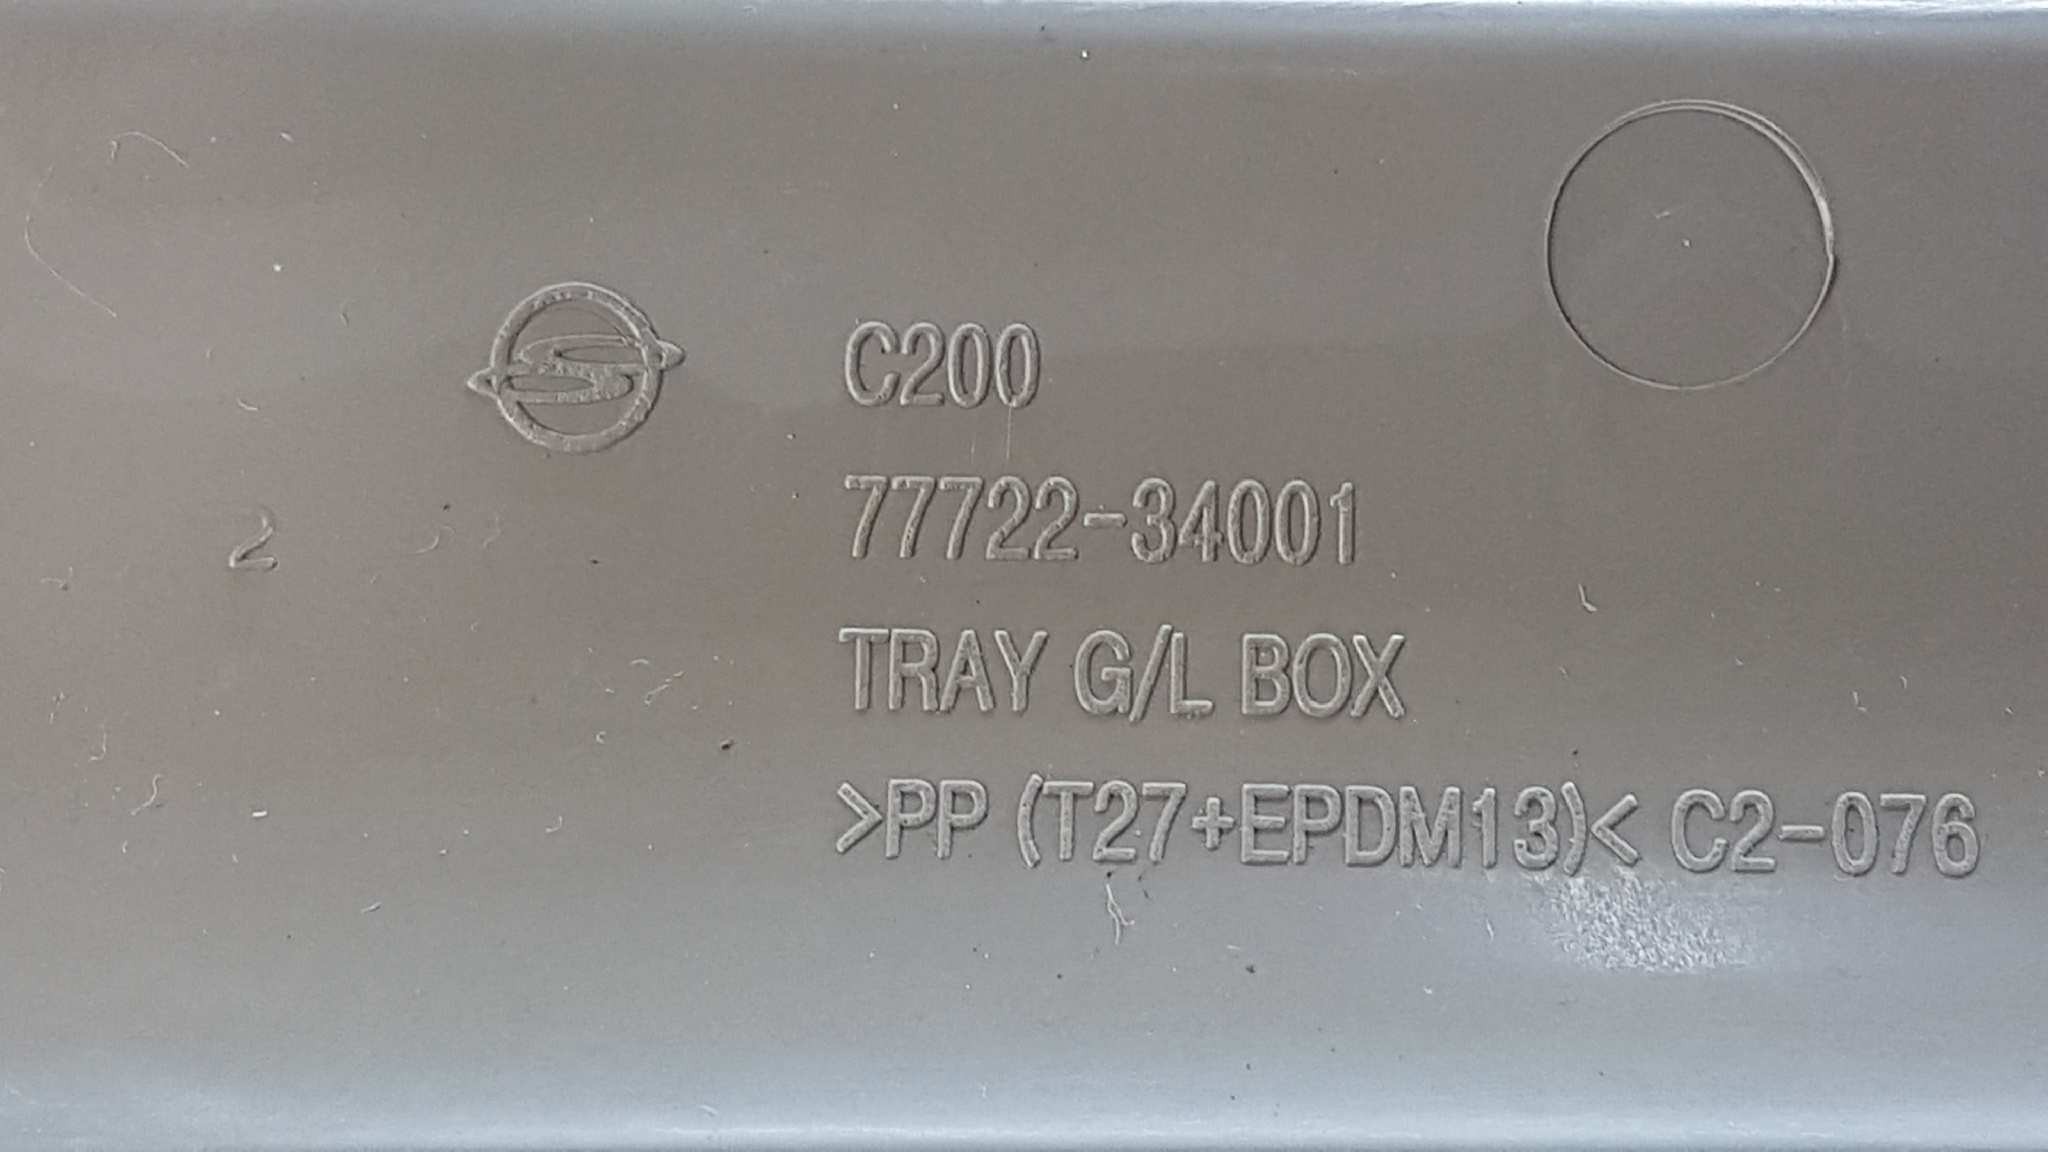 C200
77722-34001
2
TRAY G/L BOX
>PP (T27+EPDM13)< C2-076